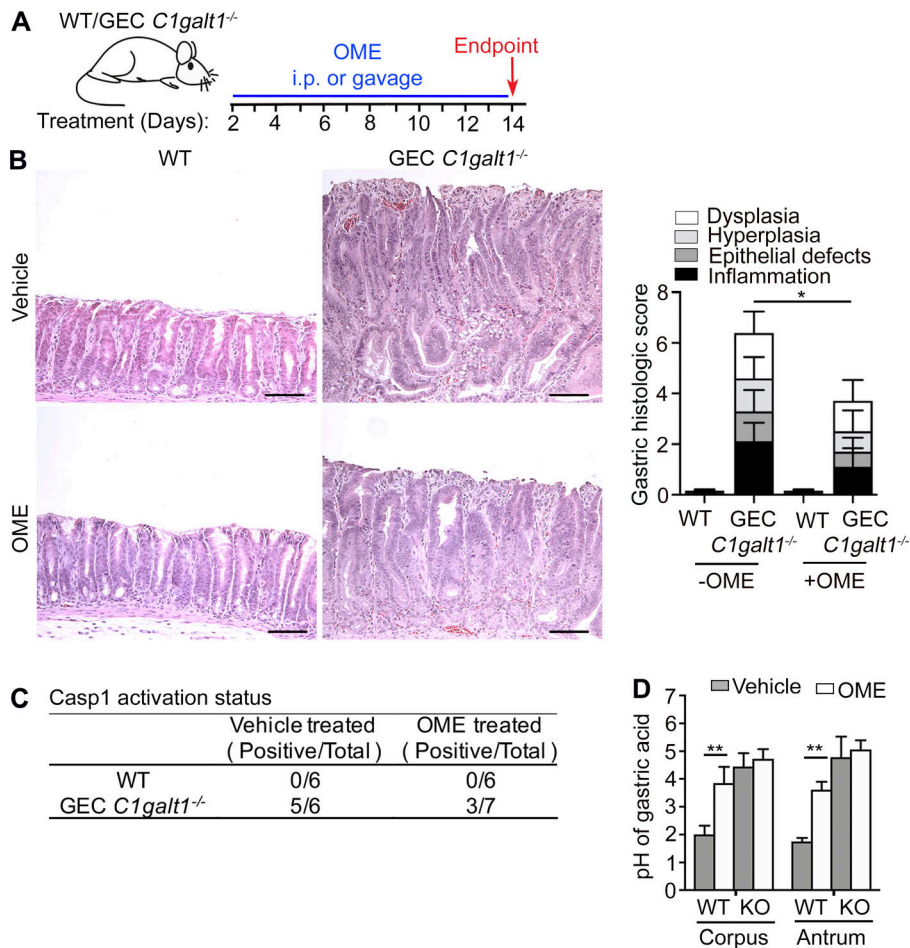 A
WT/GEC C1galt1-/-
OME
i.p. or gavage
Endpoint
Treatment (Days):
2 4 6 8 10 12 14
B
WT
GEC C1galt1-/-
Vehicle
OME
Dysplasia
Hyperplasia
Epithelial defects
Inflammation
*
Gastric histologic score
8
6
4
2
0
WT GEC WT GEC
C1galt1-/- C1galt1-/-
-OME +OME
C Casp1 activation status
Vehicle treated OME treated
( Positive/Total) ( Positive/Total)
WT 0/6 0/6
GEC C1galt1-/- 5/6 3/7
D
Vehicle OME
pH of gastric acid
7
6
5
4
3
2
1
0
** **
WT KO WT KO
Corpus Antrum